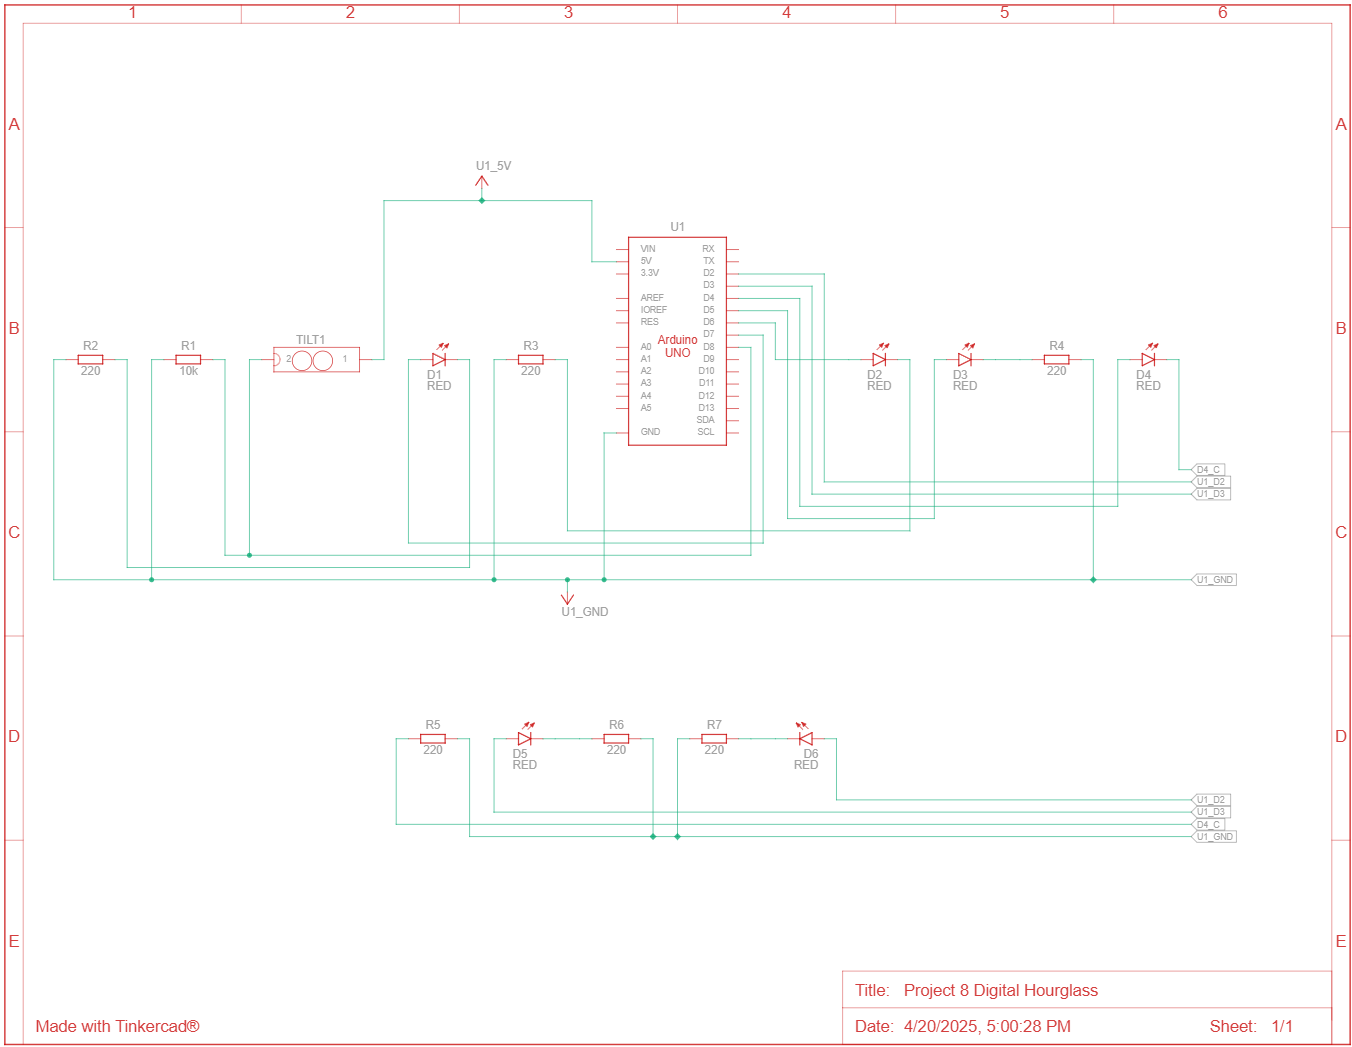 1 2 3 4 5 6
A A
U1_5V
B B
U1
VIN RX
5V TX
3.3V D2
D3
AREF D4
IOREF D5
RES D6
D7
Arduino
UNO
A0 D8
A1 D9
A2 D10
A3 D11
A4 D12
A5 D13
SDA
GND SCL
R2
220
R1
10k
TILT1
2 1
D1
RED
R3
220
D2
RED
D3
RED
R4
220
D4
RED
C C
D4_C
U1_D2
U1_D3
U1_GND
U1_GND
D D
R5
220
D5
RED
R6
220
R7
220
D6
RED
U1_D2
U1_D3
D4_C
U1_GND
E E
Title: Project 8 Digital Hourglass
Made with Tinkercad®
Date: 4/20/2025, 5:00:28 PM Sheet: 1/1